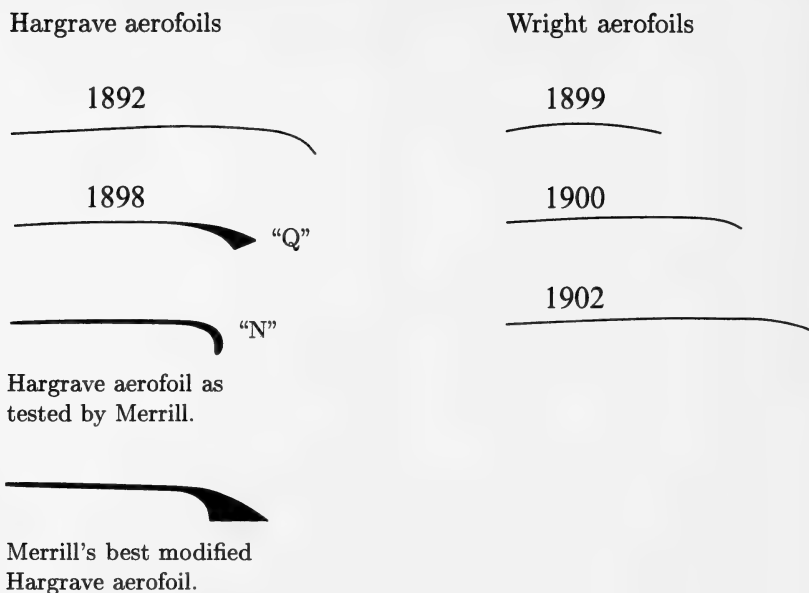 Hargrave aerofoils
1892
1898
“Q”
“N”
Hargrave aerofoil as
tested by Merrill.
Merrill's best modified
Hargrave aerofoil.
Wright aerofoils
1899
1900
1902